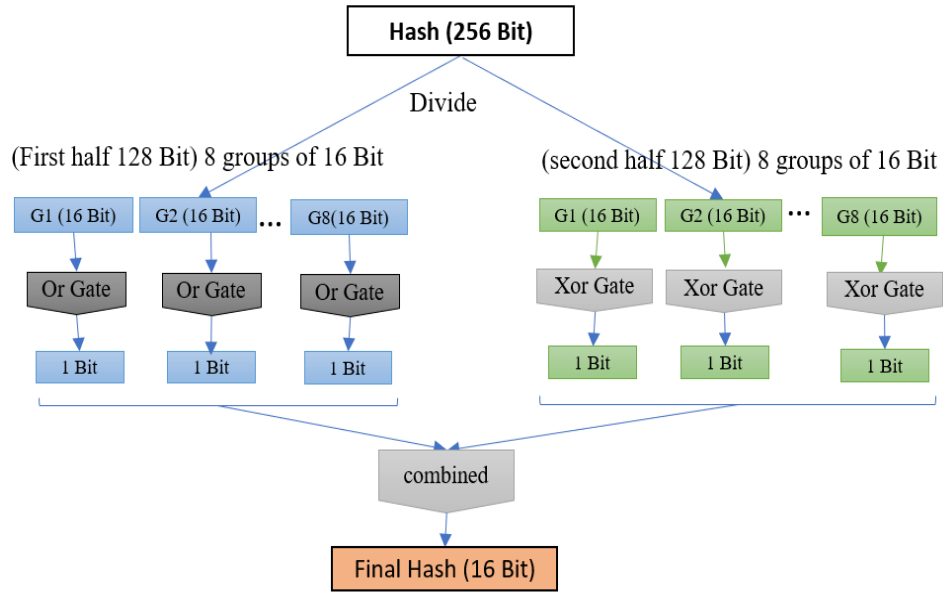 Hash (256 Bit)
Divide
(First half 128 Bit) 8 groups of 16 Bit
(second half 128 Bit) 8 groups of 16 Bit
G1 (16 Bit)
G2 (16 Bit)
...
G8(16 Bit)
G1 (16 Bit)
G2 (16 Bit)
...
G8 (16 Bit)
Or Gate
Or Gate
Or Gate
Xor Gate
Xor Gate
Xor Gate
1 Bit
1 Bit
1 Bit
1 Bit
1 Bit
1 Bit
combined
Final Hash (16 Bit)